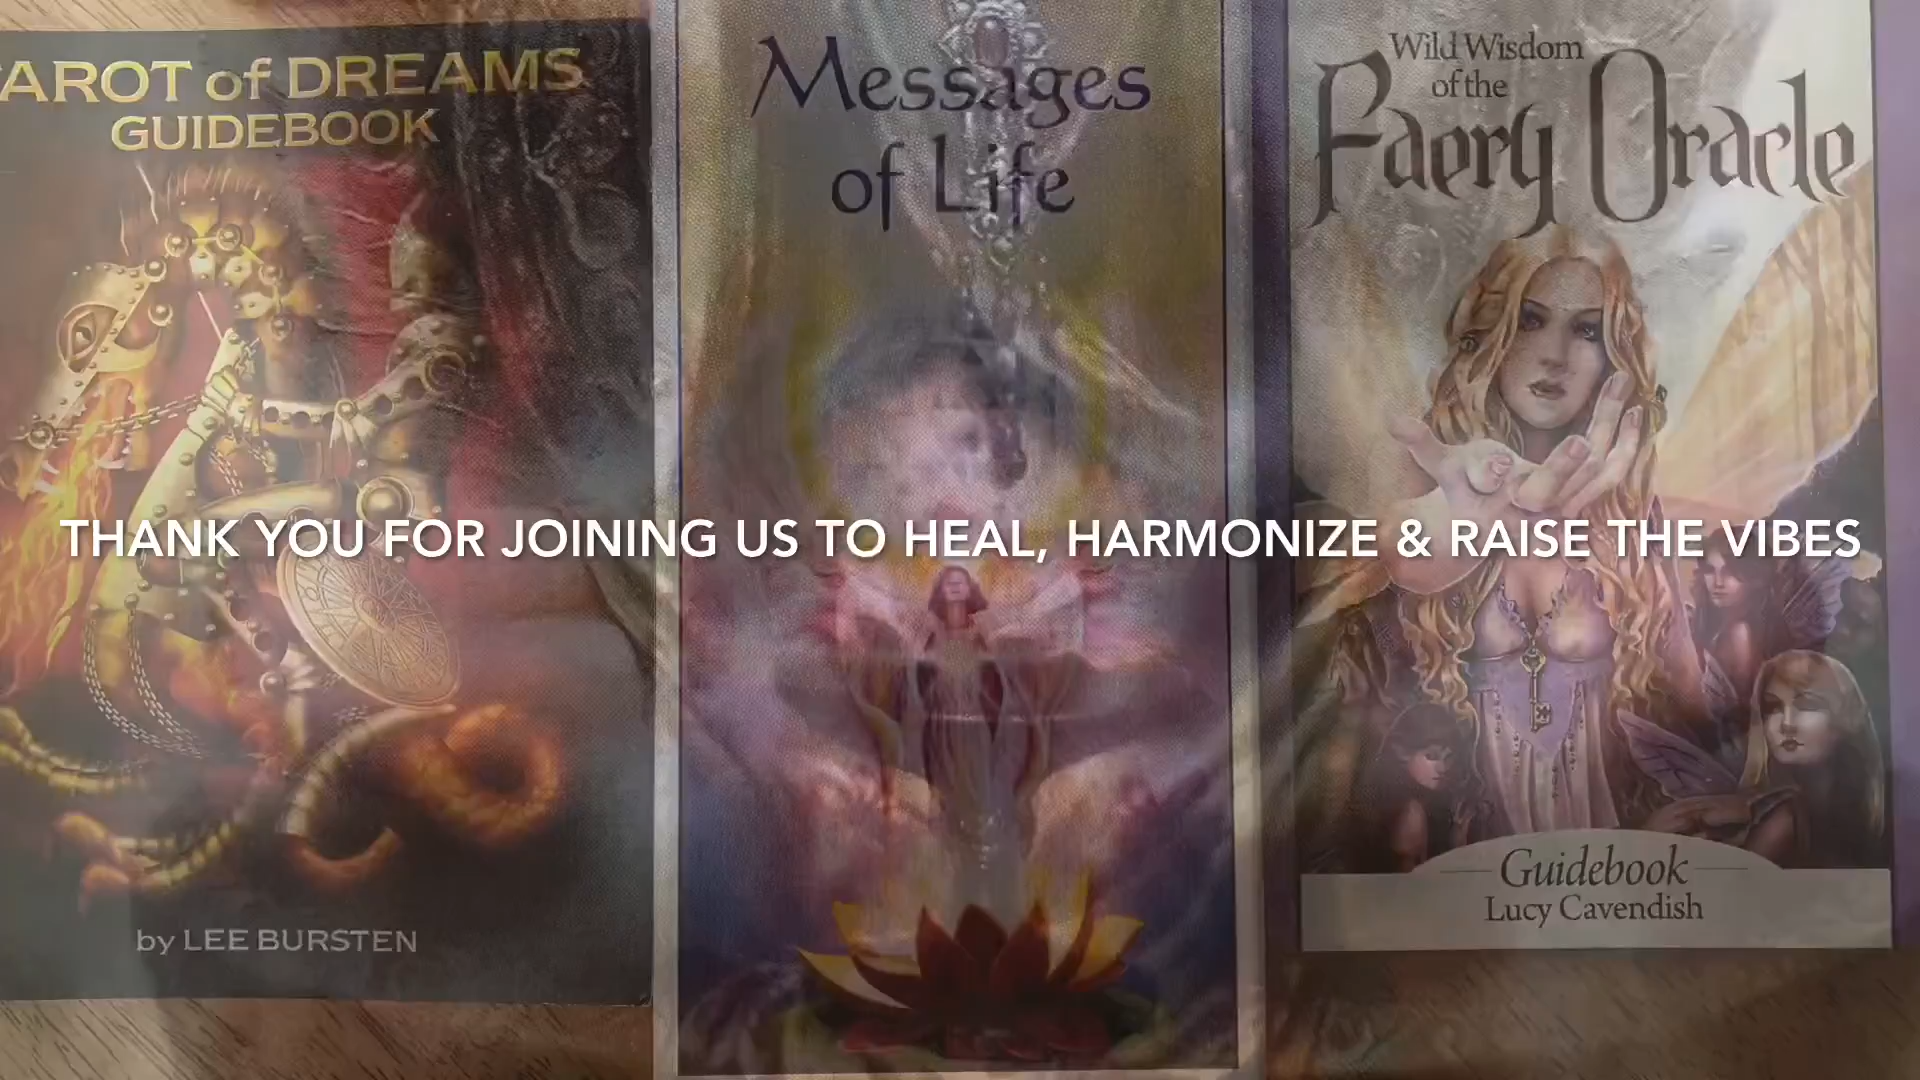 TAROT of DREAMS
GUIDEBOOK
by LEE BURSTEN
Messages
of Life
Wild Wisdom
of the
Faery Oracle
Guidebook
Lucy Cavendish
THANK YOU FOR JOINING US TO HEAL, HARMONIZE & RAISE THE VIBES